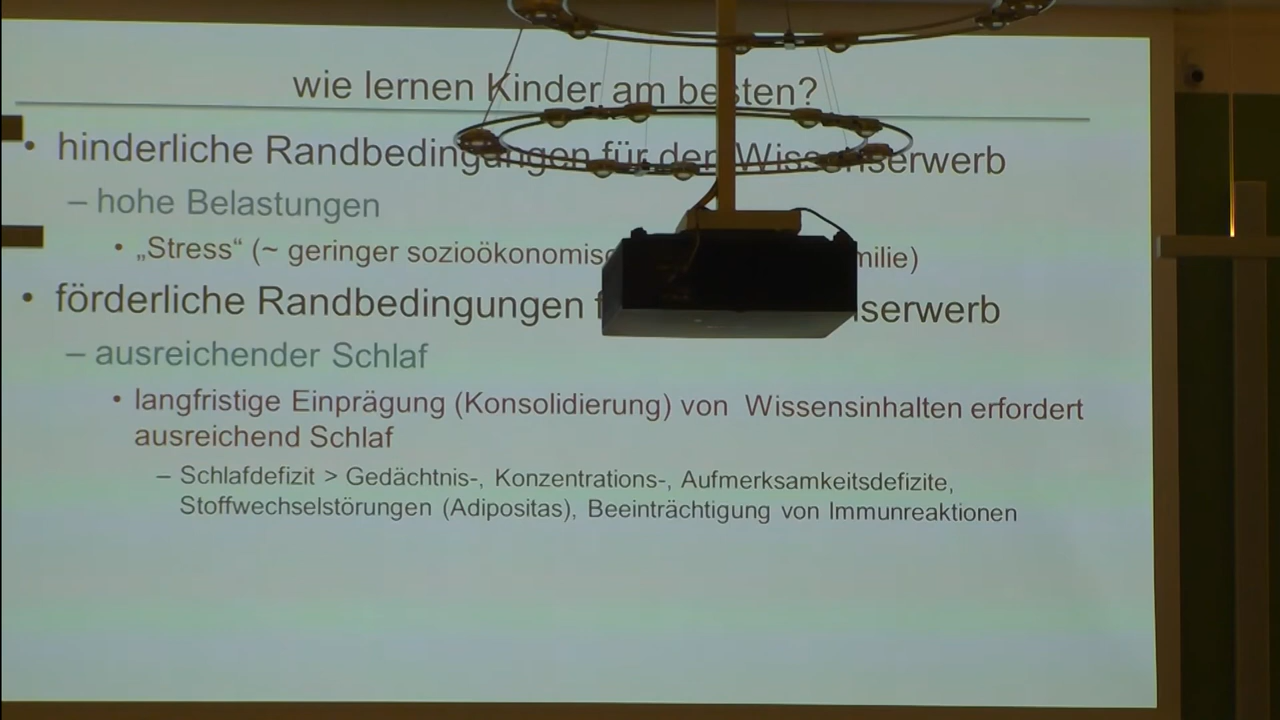 wie lernen Kinder am besten?
• hinderliche Randbedingungen für den Wissenserwerb
– hohe Belastungen
• „Stress“ (~ geringer
förderliche Randbedingungen
– ausreichender Schlaf
• langfristige Einprägung (Konsolidierung) von Wissensinhalten erfordert
ausreichend Schlaf
– Schlafdefizit > Gedächtnis-, Konzentrations-, Aufmerksamkeitsdefizite,
Stoffwechselstörungen (Adipositas), Beeinträchtigung von Immunreaktionen